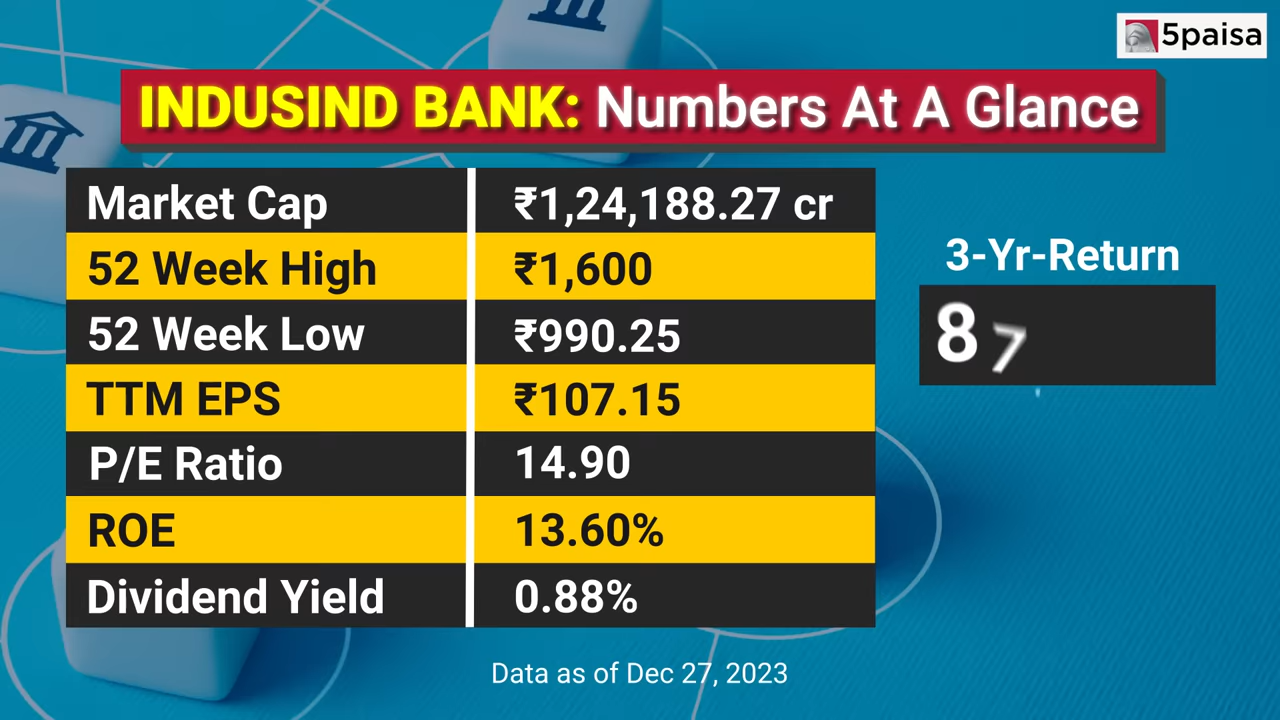 5paisa
INDUSIND BANK: Numbers At A Glance
Market Cap ₹1,24,188.27 cr
52 Week High ₹1,600
52 Week Low ₹990.25
TTM EPS ₹107.15
P/E Ratio 14.90
ROE 13.60%
Dividend Yield 0.88%
3-Yr-Return
87
Data as of Dec 27, 2023